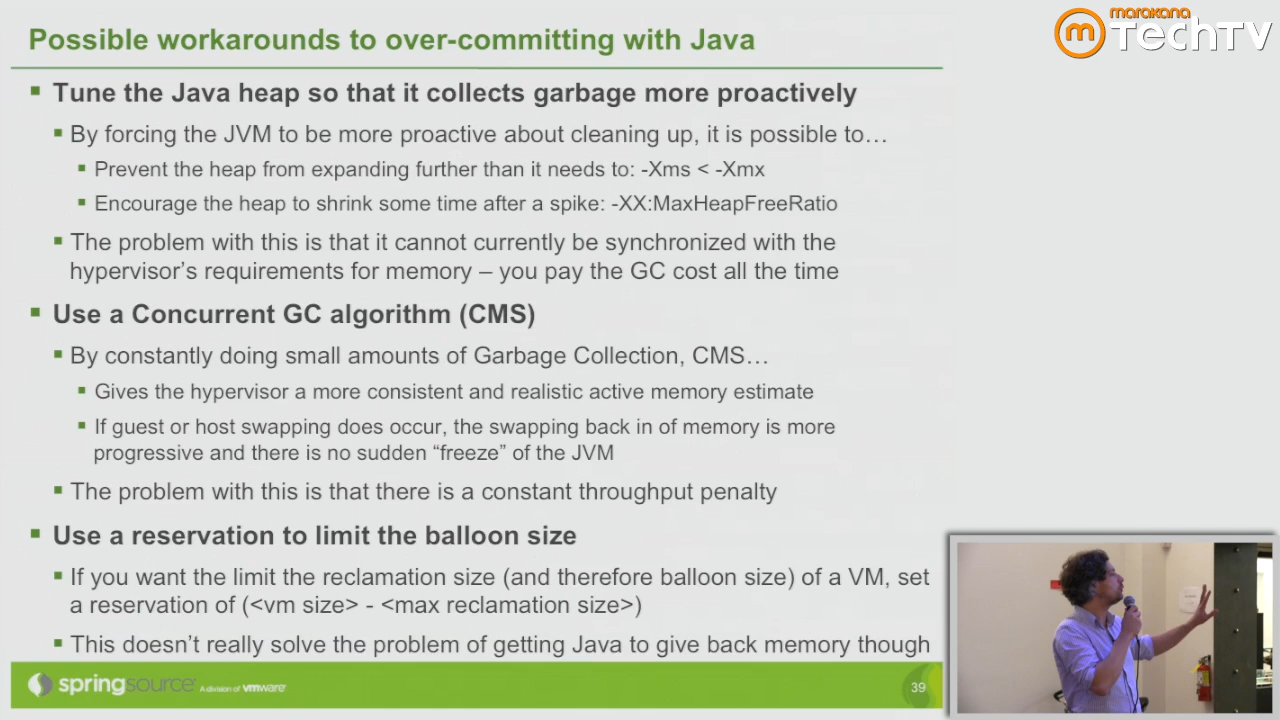 Possible workarounds to over-committing with Java
marakana
m TechTV
Tune the Java heap so that it collects garbage more proactively
By forcing the JVM to be more proactive about cleaning up, it is possible to…
Prevent the heap from expanding further than it needs to: -Xms < -Xmx
Encourage the heap to shrink some time after a spike: -XX:MaxHeapFreeRatio
The problem with this is that it cannot currently be synchronized with the
hypervisor’s requirements for memory – you pay the GC cost all the time
Use a Concurrent GC algorithm (CMS)
By constantly doing small amounts of Garbage Collection, CMS…
Gives the hypervisor a more consistent and realistic active memory estimate
If guest or host swapping does occur, the swapping back in of memory is more
progressive and there is no sudden “freeze” of the JVM
The problem with this is that there is a constant throughput penalty
Use a reservation to limit the balloon size
If you want the limit the reclamation size (and therefore balloon size) of a VM, set
a reservation of (<vm size> - <max reclamation size>)
This doesn’t really solve the problem of getting Java to give back memory though
springsource A division of vmware
39